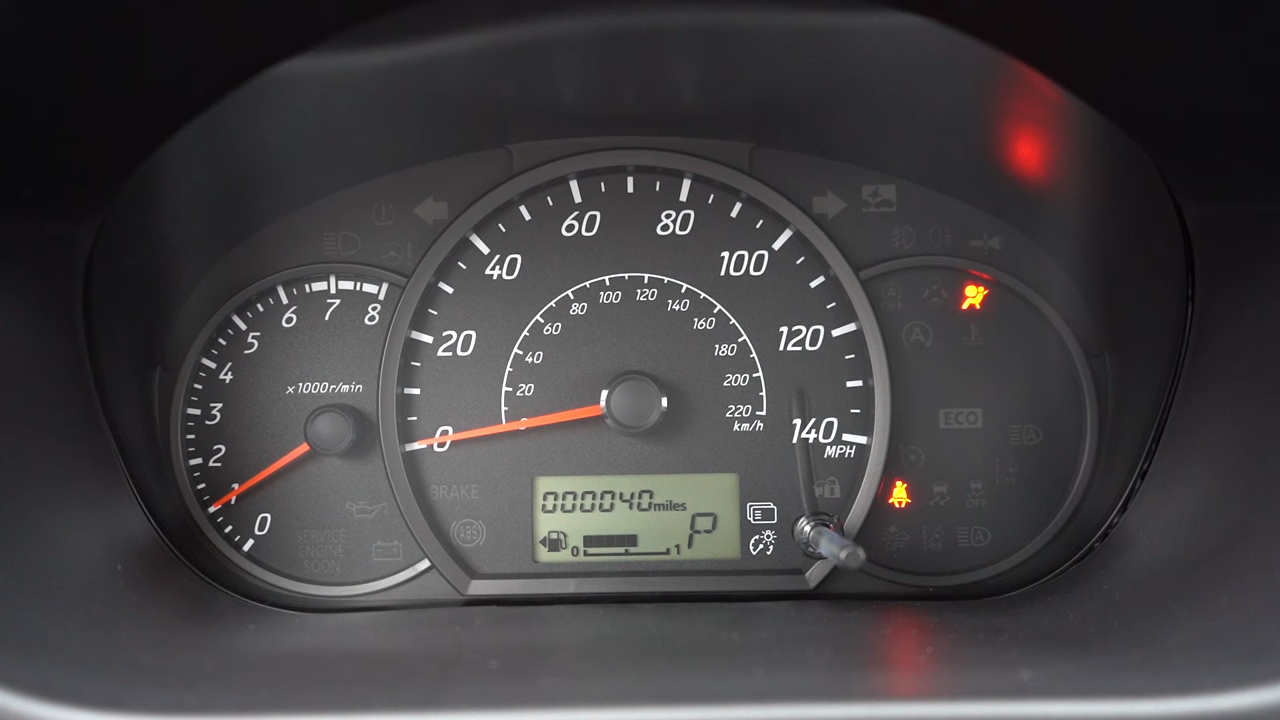 0 1 2 3 4 5 6 7 8
x1000r/min
SERVICE
ENGINE
SOON
0 20 40 60 80 100 120 140
MPH
0 20 40 60 80 100 120 140 160 180 200 220
km/h
BRAKE
ABS
000040miles
P
0 1
A
ECO
A
OFF
A